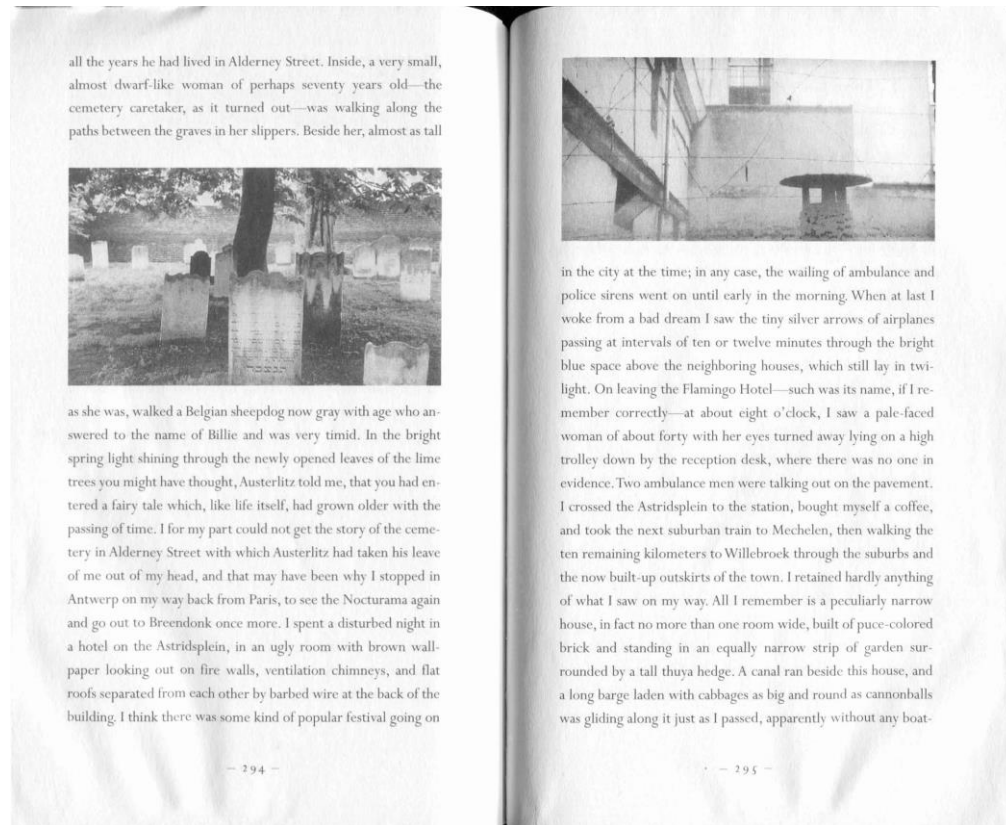 all the years he had lived in Alderney Street. Inside, a very small,
almost dwarf-like woman of perhaps seventy years old—the
cemetery caretaker, as it turned out—was walking along the
paths between the graves in her slippers. Beside her, almost as tall
as she was, walked a Belgian sheepdog now gray with age who an-
swered to the name of Billie and was very timid. In the bright
spring light shining through the newly opened leaves of the lime
trees you might have thought, Austerlitz told me, that you had en-
tered a fairy tale which, like life itself, had grown older with the
passing of time. I for my part could not get the story of the ceme-
tery in Alderney Street with which Austerlitz had taken his leave
of me out of my head, and that may have been why I stopped in
Antwerp on my way back from Paris, to see the Nocturama again
and go out to Breendonk once more. I spent a disturbed night in
a hotel on the Astridsplein, in an ugly room with brown wall-
paper looking out on fire walls, ventilation chimneys, and flat
roofs separated from each other by barbed wire at the back of the
building. I think there was some kind of popular festival going on
– 294 –
in the city at the time; in any case, the wailing of ambulance and
police sirens went on until early in the morning. When at last I
woke from a bad dream I saw the tiny silver arrows of airplanes
passing at intervals of ten or twelve minutes through the bright
blue space above the neighboring houses, which still lay in twi-
light. On leaving the Flamingo Hotel—such was its name, if I re-
member correctly—at about eight o'clock, I saw a pale-faced
woman of about forty with her eyes turned away lying on a high
trolley down by the reception desk, where there was no one in
evidence. Two ambulance men were talking out on the pavement.
I crossed the Astridsplein to the station, bought myself a coffee,
and took the next suburban train to Mechelen, then walking the
ten remaining kilometers to Willebroek through the suburbs and
the now built-up outskirts of the town. I retained hardly anything
of what I saw on my way. All I remember is a peculiarly narrow
house, in fact no more than one room wide, built of puce-colored
brick and standing in an equally narrow strip of garden sur-
rounded by a tall thuya hedge. A canal ran beside this house, and
a long barge laden with cabbages as big and round as cannonballs
was gliding along it just as I passed, apparently without any boat-
– 295 –